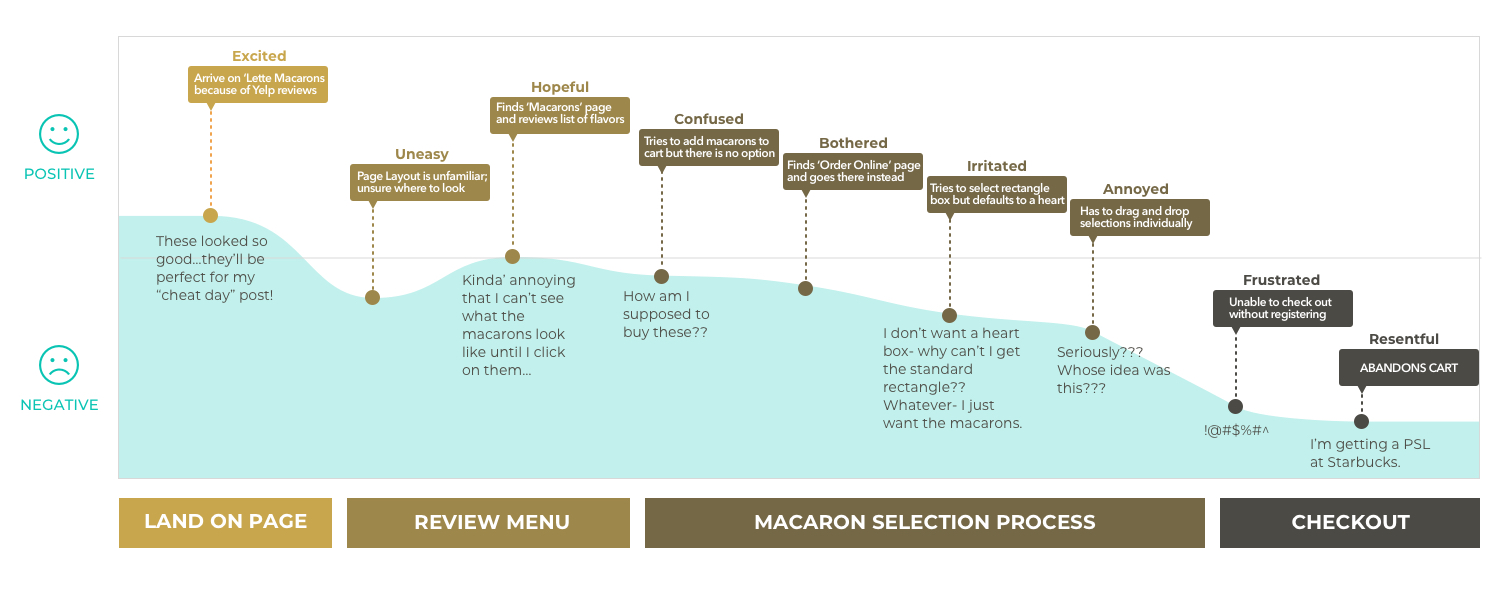 POSITIVE
NEGATIVE
Excited
Arrive on ‘Lette Macarons
because of Yelp reviews
These looked so
good...they’ll be
perfect for my
“cheat day” post!
Uneasy
Page Layout is unfamiliar;
unsure where to look
Hopeful
Finds ‘Macarons’ page
and reviews list of flavors
Kinda’ annoying
that I can’t see
what the
macarons look
like until I click
on them...
Confused
Tries to add macarons to
cart but there is no option
How am I
supposed to
buy these??
Bothered
Finds ‘Order Online’ page
and goes there instead
Irritated
Tries to select rectangle
box but defaults to a heart
I don’t want a heart
box- why can’t I get
the standard
rectangle??
Whatever- I just
want the macarons.
Annoyed
Has to drag and drop
selections individually
Seriously???
Whose idea was
this???
Frustrated
Unable to check out
without registering
!@#$%#^
Resentful
ABANDONS CART
I’m getting a PSL
at Starbucks.
LAND ON PAGE
REVIEW MENU
MACARON SELECTION PROCESS
CHECKOUT